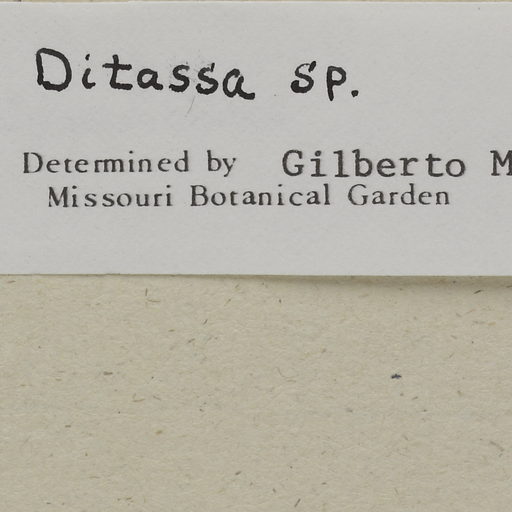 Ditassa sp.
Determined by Gilberto M
Missouri Botanical Garden